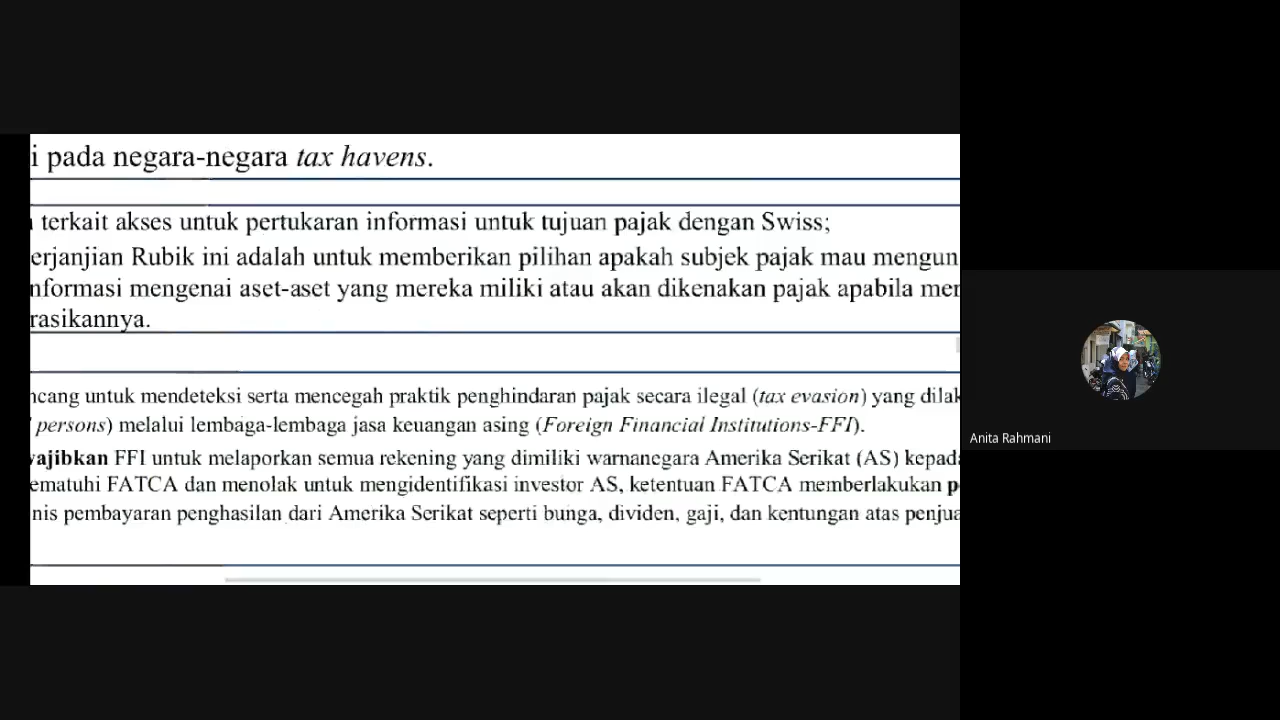 i pada negara-negara tax havens.
terkait akses untuk pertukaran informasi untuk tujuan pajak dengan Swiss;
erjanjian Rubik ini adalah untuk memberikan pilihan apakah subjek pajak mau mengun
nformasi mengenai aset-aset yang mereka miliki atau akan dikenakan pajak apabila mer
rasikannya.
ncang untuk mendeteksi serta mencegah praktik penghindaran pajak secara ilegal (tax evasion) yang dilak
persons) melalui lembaga-lembaga jasa keuangan asing (Foreign Financial Institutions-FFI).
wajibkan FFI untuk melaporkan semua rekening yang dimiliki warnanegara Amerika Serikat (AS) kepada
ematuhi FATCA dan menolak untuk mengidentifikasi investor AS, ketentuan FATCA memberlakukan p
nis pembayaran penghasilan dari Amerika Serikat seperti bunga, dividen, gaji, dan kentungan atas penjua
Anita Rahmani